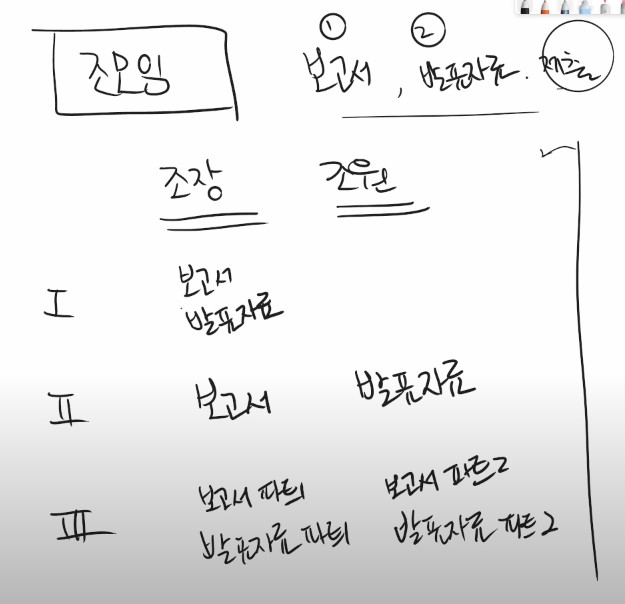 ① ②
조모임 보고서, 발표자료. 제출
조장 조원
보고서
I 발표자료
II 보고서 발표자료
보고서 파트1 보고서 파트2
III 발표자료 파트1 발표자료 파트2